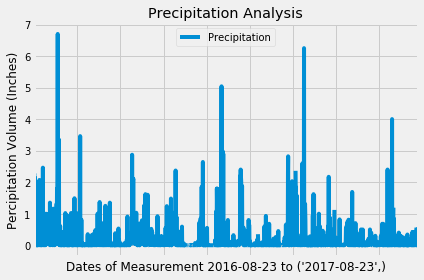 Precipitation Analysis
Precipitation
Percipitation Volume (Inches)
7
6
5
4
3
2
1
0
Dates of Measurement 2016-08-23 to ('2017-08-23',)